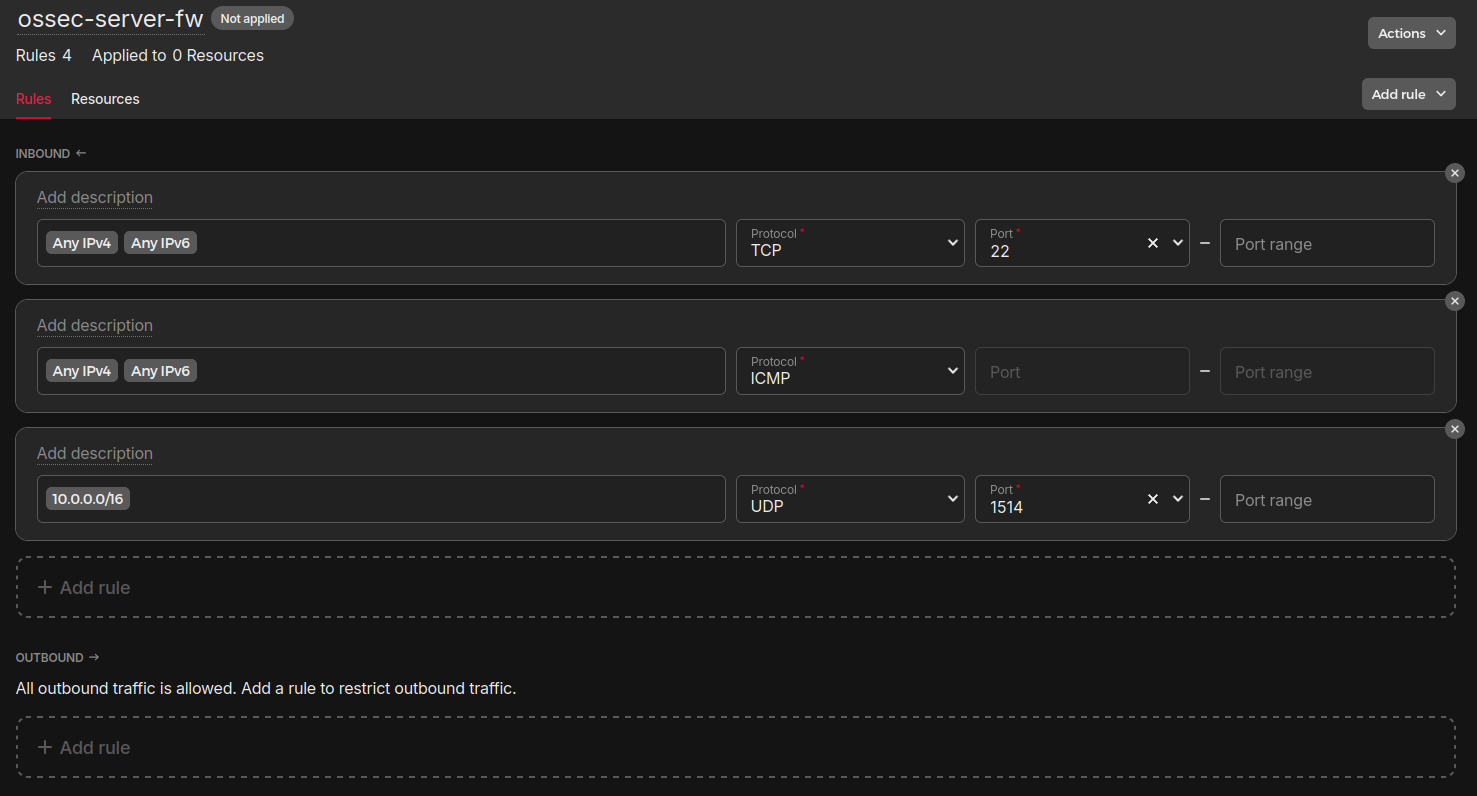 ossec-server-fw Not applied
Actions
Rules 4 Applied to 0 Resources
Rules Resources
Add rule
INBOUND ←
Add description
Any IPv4 Any IPv6 Protocol * TCP Port * 22 – Port range
Add description
Any IPv4 Any IPv6 Protocol * ICMP Port – Port range
Add description
10.0.0.0/16 Protocol * UDP Port * 1514 – Port range
+ Add rule
OUTBOUND →
All outbound traffic is allowed. Add a rule to restrict outbound traffic.
+ Add rule